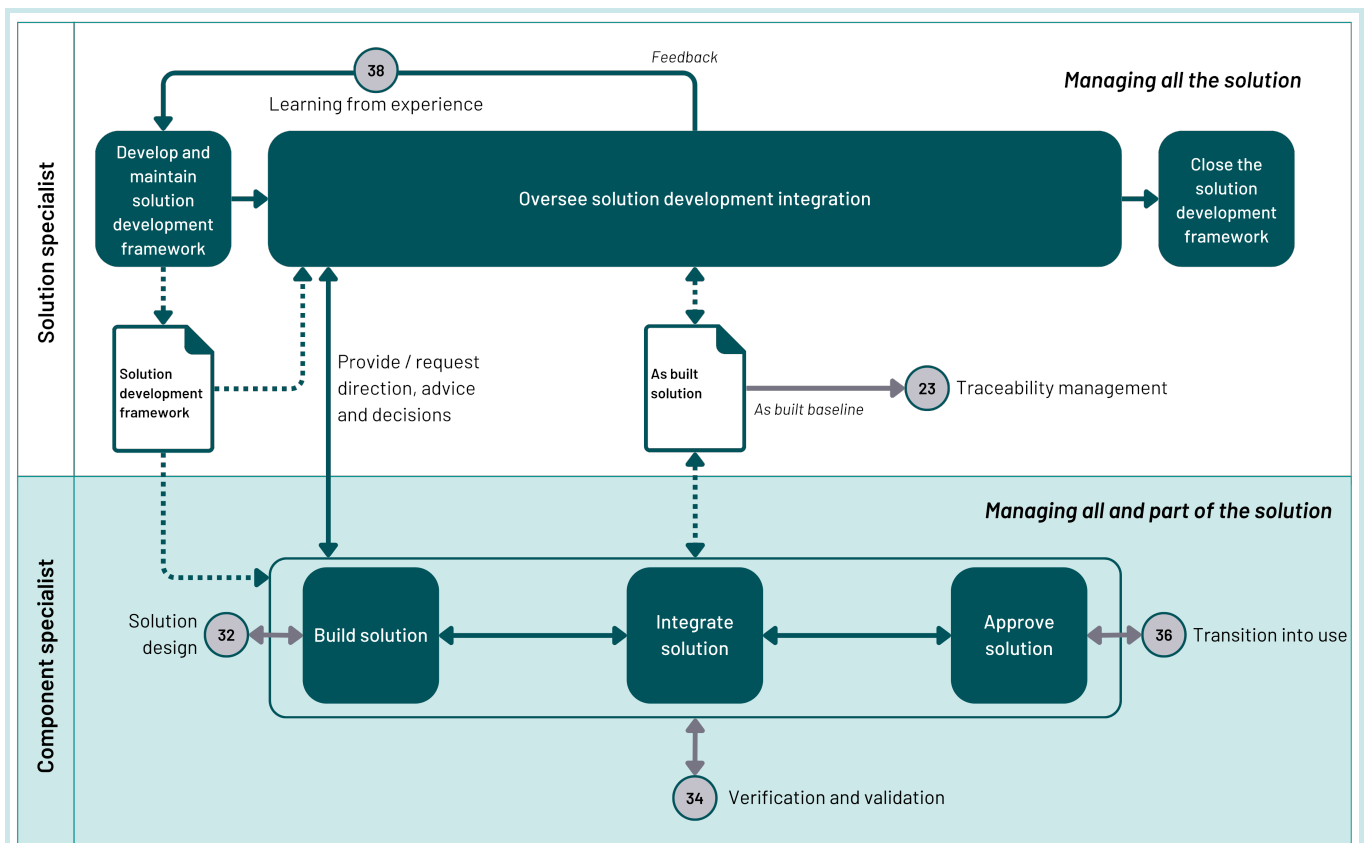 Solution specialist
Managing all the solution
Feedback
38
Learning from experience
Develop and
maintain
solution
development
framework
Oversee solution development integration
Close the
solution
development
framework
Solution
development
framework
Provide / request
direction, advice
and decisions
As built
solution
As built baseline
23
Traceability management
Component specialist
Managing all and part of the solution
Solution
design
32
Build solution
Integrate
solution
Approve
solution
36
Transition into use
34
Verification and validation